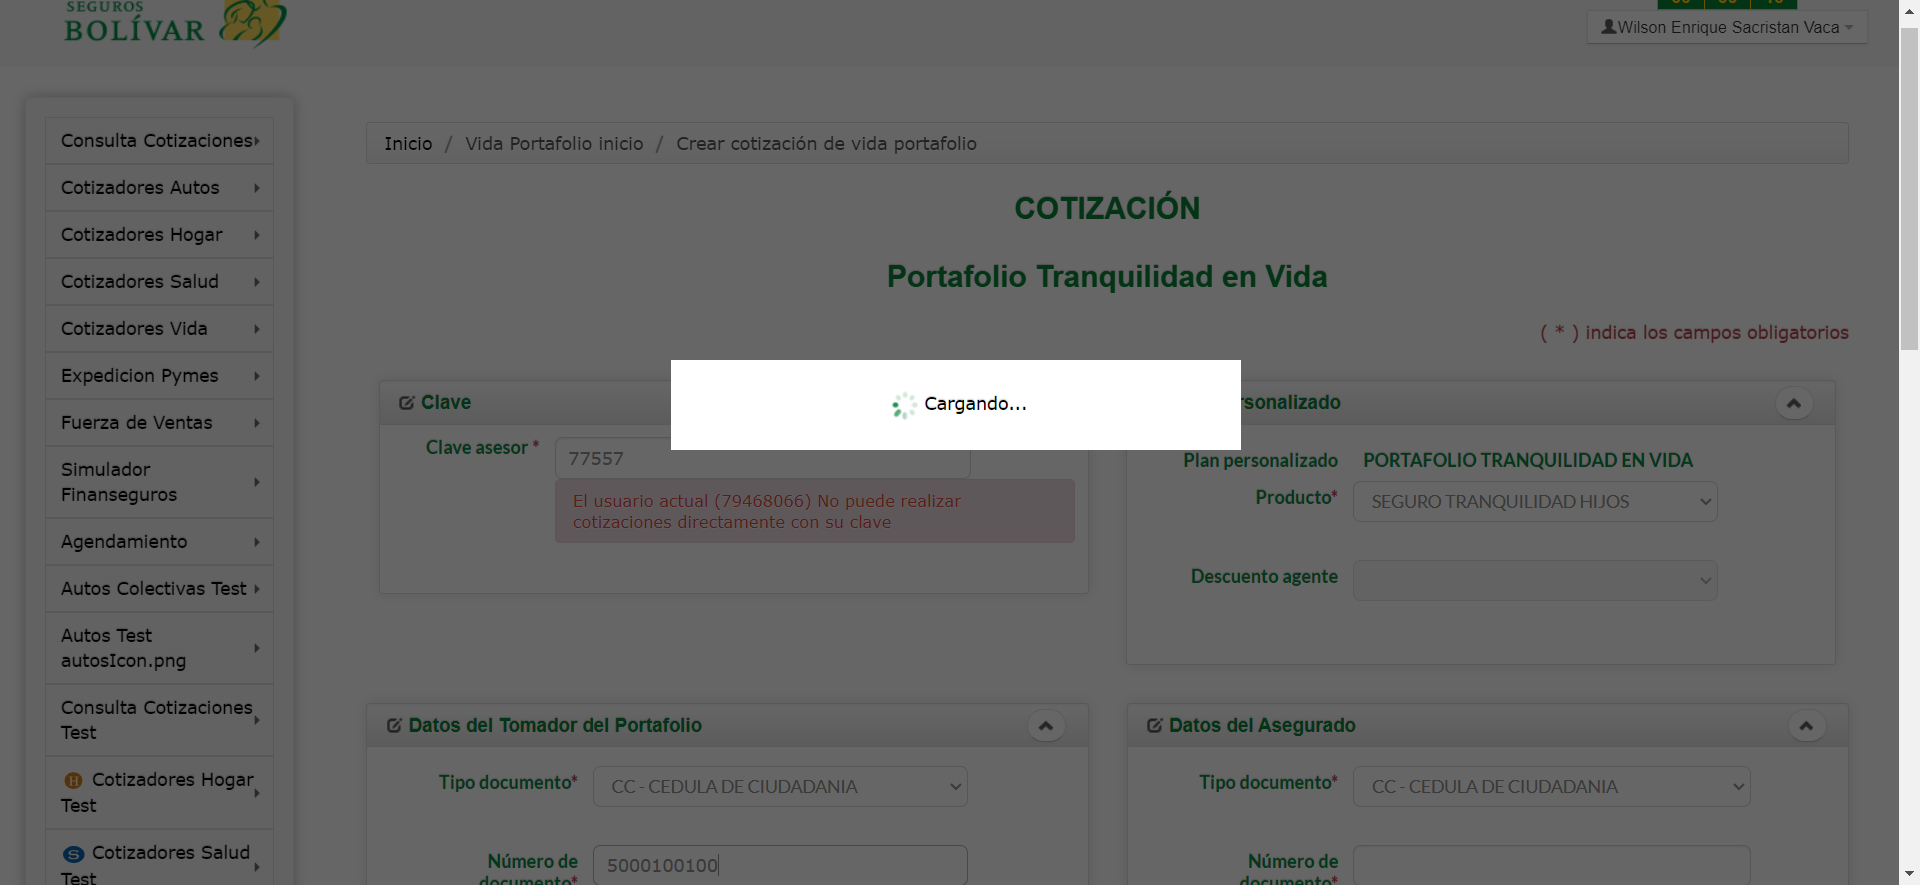 SEGUROS
BOLÍVAR
Wilson Enrique Sacristan Vaca
Consulta Cotizaciones
Cotizadores Autos
Cotizadores Hogar
Cotizadores Salud
Cotizadores Vida
Expedicion Pymes
Fuerza de Ventas
Simulador
Finanseguros
Agendamiento
Autos Colectivas Test
Autos Test
autosIcon.png
Consulta Cotizaciones
Test
H Cotizadores Hogar
Test
S Cotizadores Salud
Test
Inicio / Vida Portafolio inicio / Crear cotización de vida portafolio
COTIZACIÓN
Portafolio Tranquilidad en Vida
( * ) indica los campos obligatorios
Cargando...
Clave
Clave asesor *
77557
El usuario actual (79468066) No puede realizar
cotizaciones directamente con su clave
Plan personalizado PORTAFOLIO TRANQUILIDAD EN VIDA
Producto* SEGURO TRANQUILIDAD HIJOS
Descuento agente
Datos del Tomador del Portafolio
Tipo documento* CC - CEDULA DE CIUDADANIA
Número de
documento*
5000100100
Datos del Asegurado
Tipo documento* CC - CEDULA DE CIUDADANIA
Número de
documento*